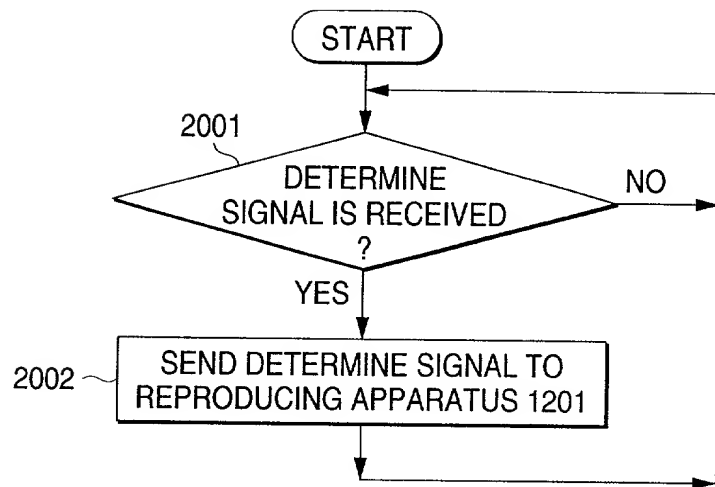 START
2001
DETERMINE
SIGNAL IS RECEIVED
?
NO
YES
2002
SEND DETERMINE SIGNAL TO
REPRODUCING APPARATUS 1201